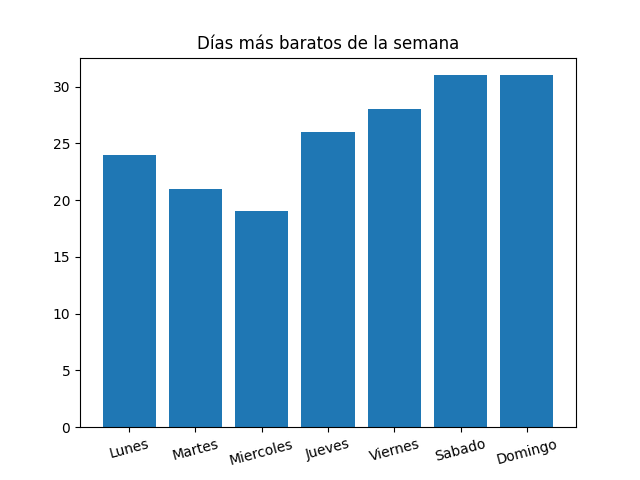 Días más baratos de la semana
30
25
20
15
10
5
0
Lunes
Martes
Miercoles
Jueves
Viernes
Sabado
Domingo